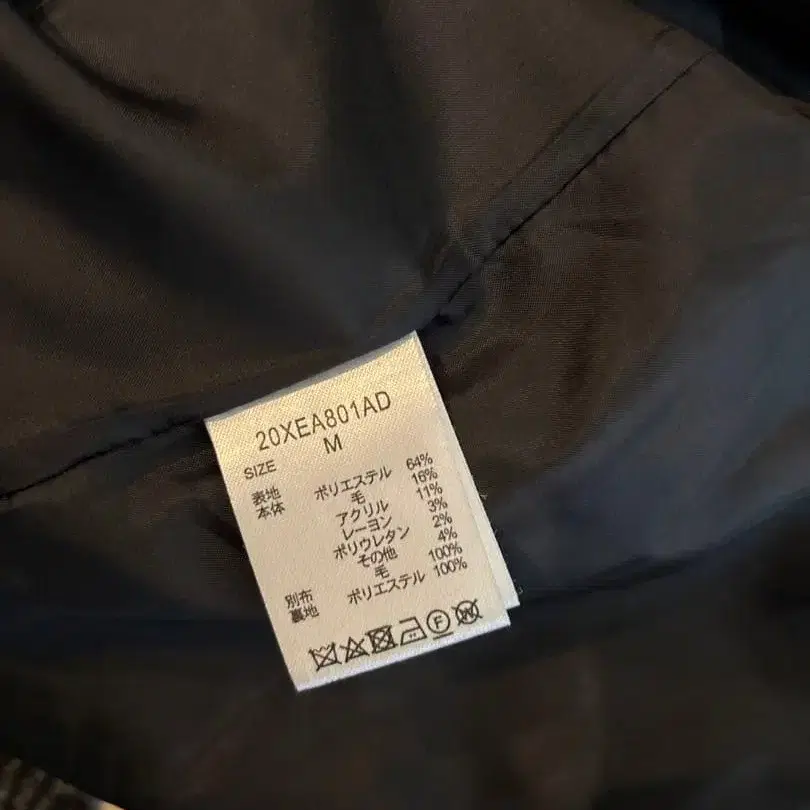 20XEA801AD
SIZE M
表地
本体 ポリエステル 64%
毛 16%
アクリル 11%
レーヨン 3%
ポリウレタン 2%
その他 4%
別布 毛 100%
裏地 ポリエステル 100%
F W